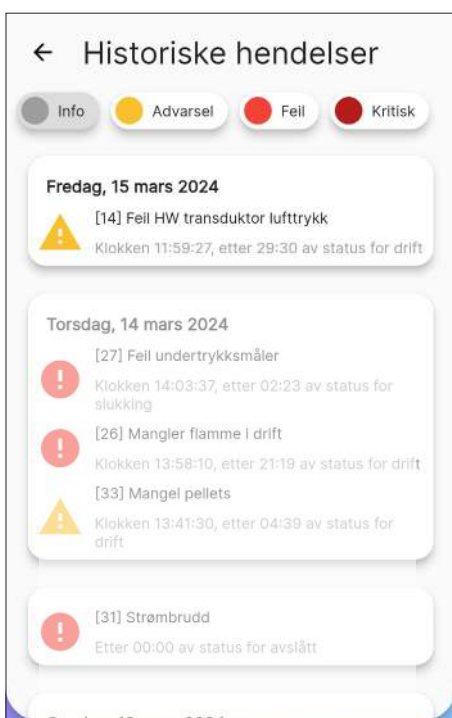 Historiske hendelser
Info
Advarsel
Feil
Kritisk
Fredag, 15 mars 2024
[14] Feil HW transduktor lufttrykk
Klokken 11:59:27, etter 29:30 av status for drift
Torsdag, 14 mars 2024
[27] Feil undertrykksmåler
Klokken 14:03:37, etter 02:23 av status for
slukking
[26] Mangler flamme i drift
Klokken 13:58:10, etter 21:19 av status for drift
[33] Mangel pellets
Klokken 13:41:30, etter 04:39 av status for
drift
[31] Strømbrudd
Etter 00:00 av status for avslått